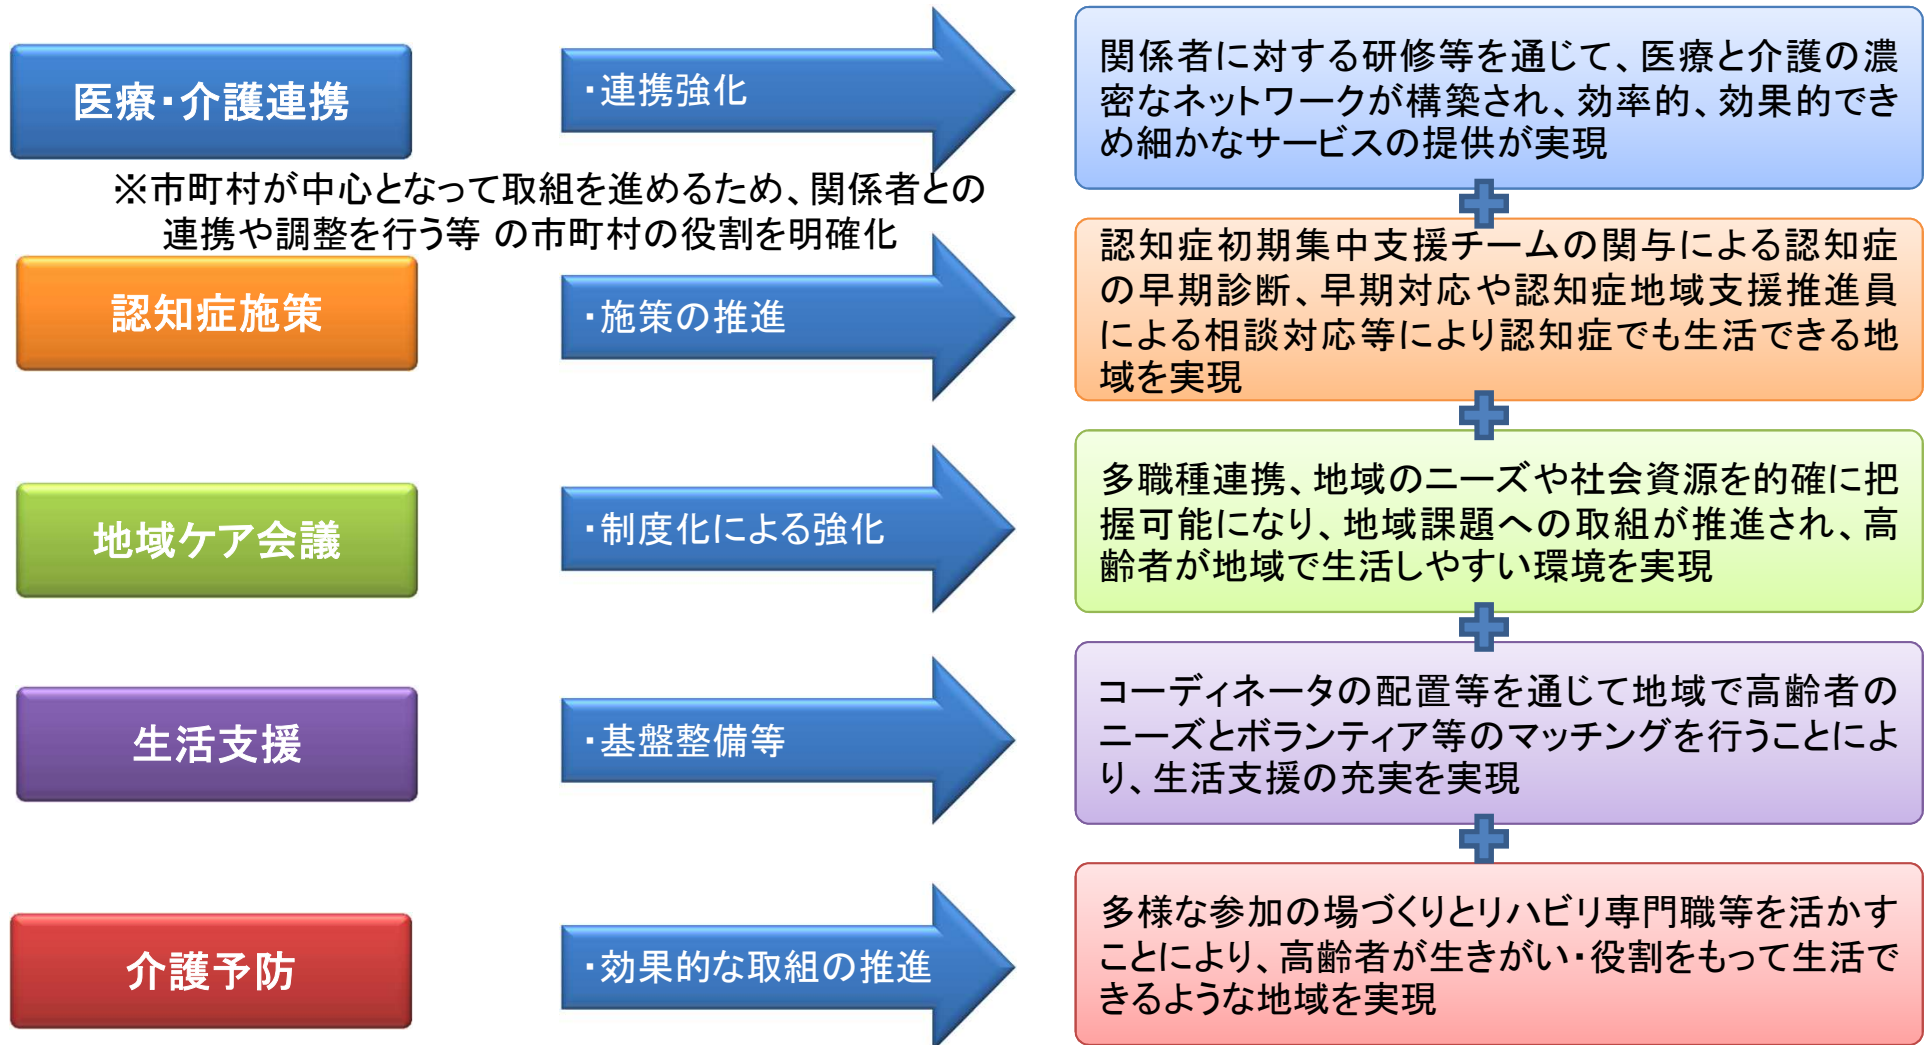 医療・介護連携
・連携強化
関係者に対する研修等を通じて、医療と介護の濃
密なネットワークが構築され、効率的、効果的でき
め細かなサービスの提供が実現
※市町村が中心となって取組を進めるため、関係者との
連携や調整を行う等 の市町村の役割を明確化
認知症施策
・施策の推進
認知症初期集中支援チームの関与による認知症
の早期診断、早期対応や認知症地域支援推進員
による相談対応等により認知症でも生活できる地
域を実現
地域ケア会議
・制度化による強化
多職種連携、地域のニーズや社会資源を的確に把
握可能になり、地域課題への取組が推進され、高
齢者が地域で生活しやすい環境を実現
生活支援
・基盤整備等
コーディネータの配置等を通じて地域で高齢者の
ニーズとボランティア等のマッチングを行うことによ
り、生活支援の充実を実現
介護予防
・効果的な取組の推進
多様な参加の場づくりとリハビリ専門職等を活かす
ことにより、高齢者が生きがい・役割をもって生活で
きるような地域を実現